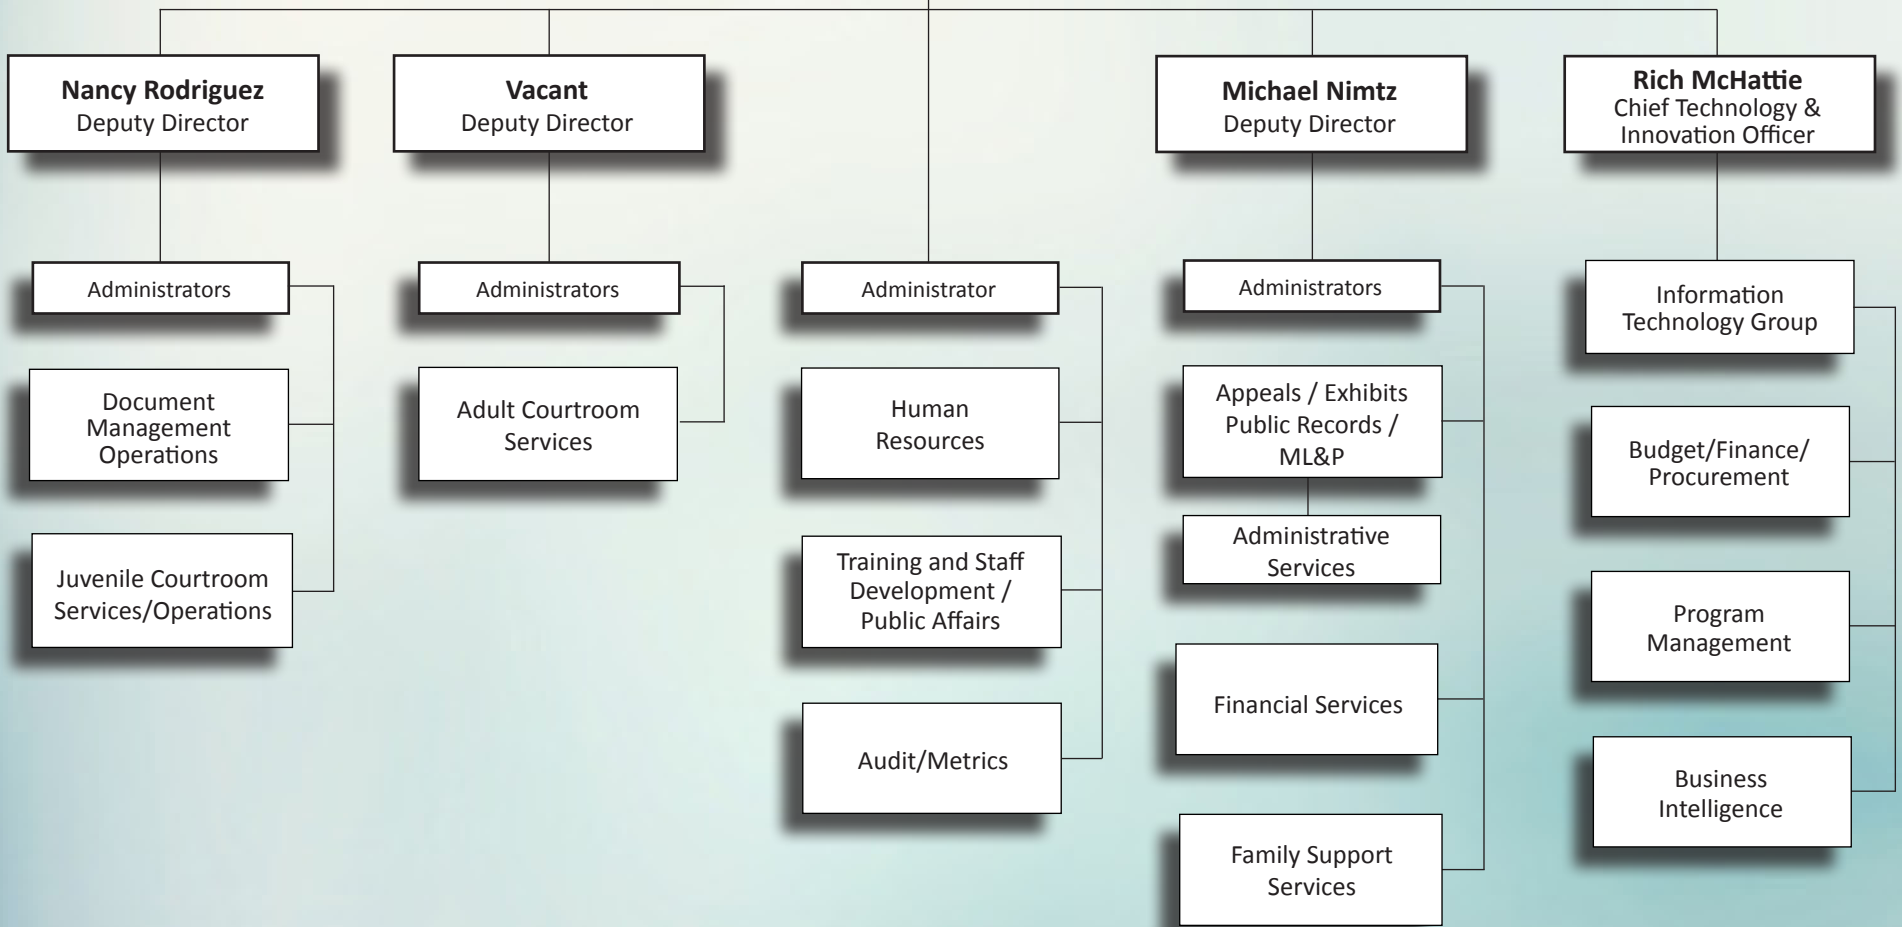 Nancy Rodriguez
Deputy Director
Vacant
Deputy Director
Michael Nimtz
Deputy Director
Rich McHattie
Chief Technology &
Innovation Officer
Administrators
Document
Management
Operations
Juvenile Courtroom
Services/Operations
Administrators
Adult Courtroom
Services
Administrator
Human
Resources
Training and Staff
Development /
Public Affairs
Audit/Metrics
Administrators
Appeals / Exhibits
Public Records /
ML&P
Administrative
Services
Financial Services
Family Support
Services
Information
Technology Group
Budget/Finance/
Procurement
Program
Management
Business
Intelligence